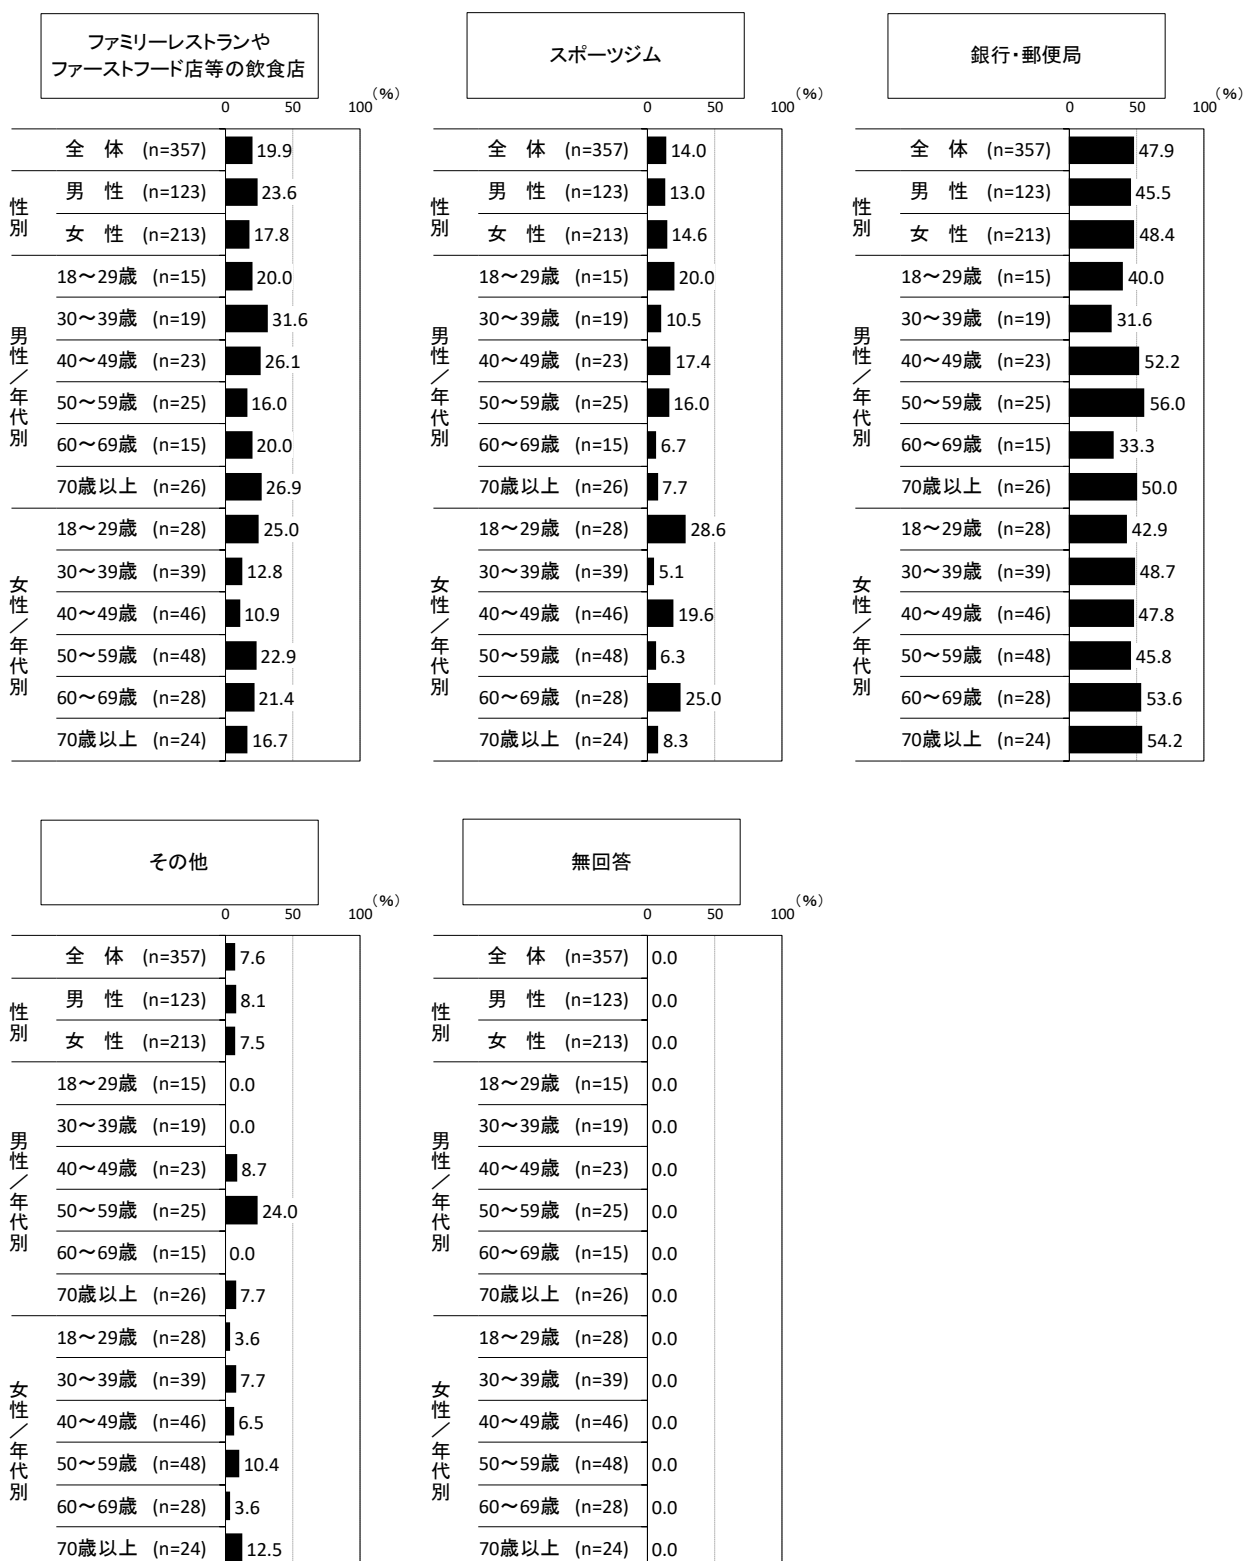 ファミリーレストランや
ファーストフード店等の飲食店
0 50 100 (%)
全 体 (n=357) 19.9
性別
男 性 (n=123) 23.6
女 性 (n=213) 17.8
男性／年代別
18～29歳 (n=15) 20.0
30～39歳 (n=19) 31.6
40～49歳 (n=23) 26.1
50～59歳 (n=25) 16.0
60～69歳 (n=15) 20.0
70歳以上 (n=26) 26.9
女性／年代別
18～29歳 (n=28) 25.0
30～39歳 (n=39) 12.8
40～49歳 (n=46) 10.9
50～59歳 (n=48) 22.9
60～69歳 (n=28) 21.4
70歳以上 (n=24) 16.7
スポーツジム
0 50 100 (%)
全 体 (n=357) 14.0
性別
男 性 (n=123) 13.0
女 性 (n=213) 14.6
男性／年代別
18～29歳 (n=15) 20.0
30～39歳 (n=19) 10.5
40～49歳 (n=23) 17.4
50～59歳 (n=25) 16.0
60～69歳 (n=15) 6.7
70歳以上 (n=26) 7.7
女性／年代別
18～29歳 (n=28) 28.6
30～39歳 (n=39) 5.1
40～49歳 (n=46) 19.6
50～59歳 (n=48) 6.3
60～69歳 (n=28) 25.0
70歳以上 (n=24) 8.3
銀行・郵便局
0 50 100 (%)
全 体 (n=357) 47.9
性別
男 性 (n=123) 45.5
女 性 (n=213) 48.4
男性／年代別
18～29歳 (n=15) 40.0
30～39歳 (n=19) 31.6
40～49歳 (n=23) 52.2
50～59歳 (n=25) 56.0
60～69歳 (n=15) 33.3
70歳以上 (n=26) 50.0
女性／年代別
18～29歳 (n=28) 42.9
30～39歳 (n=39) 48.7
40～49歳 (n=46) 47.8
50～59歳 (n=48) 45.8
60～69歳 (n=28) 53.6
70歳以上 (n=24) 54.2
その他
0 50 100 (%)
全 体 (n=357) 7.6
性別
男 性 (n=123) 8.1
女 性 (n=213) 7.5
男性／年代別
18～29歳 (n=15) 0.0
30～39歳 (n=19) 0.0
40～49歳 (n=23) 8.7
50～59歳 (n=25) 24.0
60～69歳 (n=15) 0.0
70歳以上 (n=26) 7.7
女性／年代別
18～29歳 (n=28) 3.6
30～39歳 (n=39) 7.7
40～49歳 (n=46) 6.5
50～59歳 (n=48) 10.4
60～69歳 (n=28) 3.6
70歳以上 (n=24) 12.5
無回答
0 50 100 (%)
全 体 (n=357) 0.0
性別
男 性 (n=123) 0.0
女 性 (n=213) 0.0
男性／年代別
18～29歳 (n=15) 0.0
30～39歳 (n=19) 0.0
40～49歳 (n=23) 0.0
50～59歳 (n=25) 0.0
60～69歳 (n=15) 0.0
70歳以上 (n=26) 0.0
女性／年代別
18～29歳 (n=28) 0.0
30～39歳 (n=39) 0.0
40～49歳 (n=46) 0.0
50～59歳 (n=48) 0.0
60～69歳 (n=28) 0.0
70歳以上 (n=24) 0.0